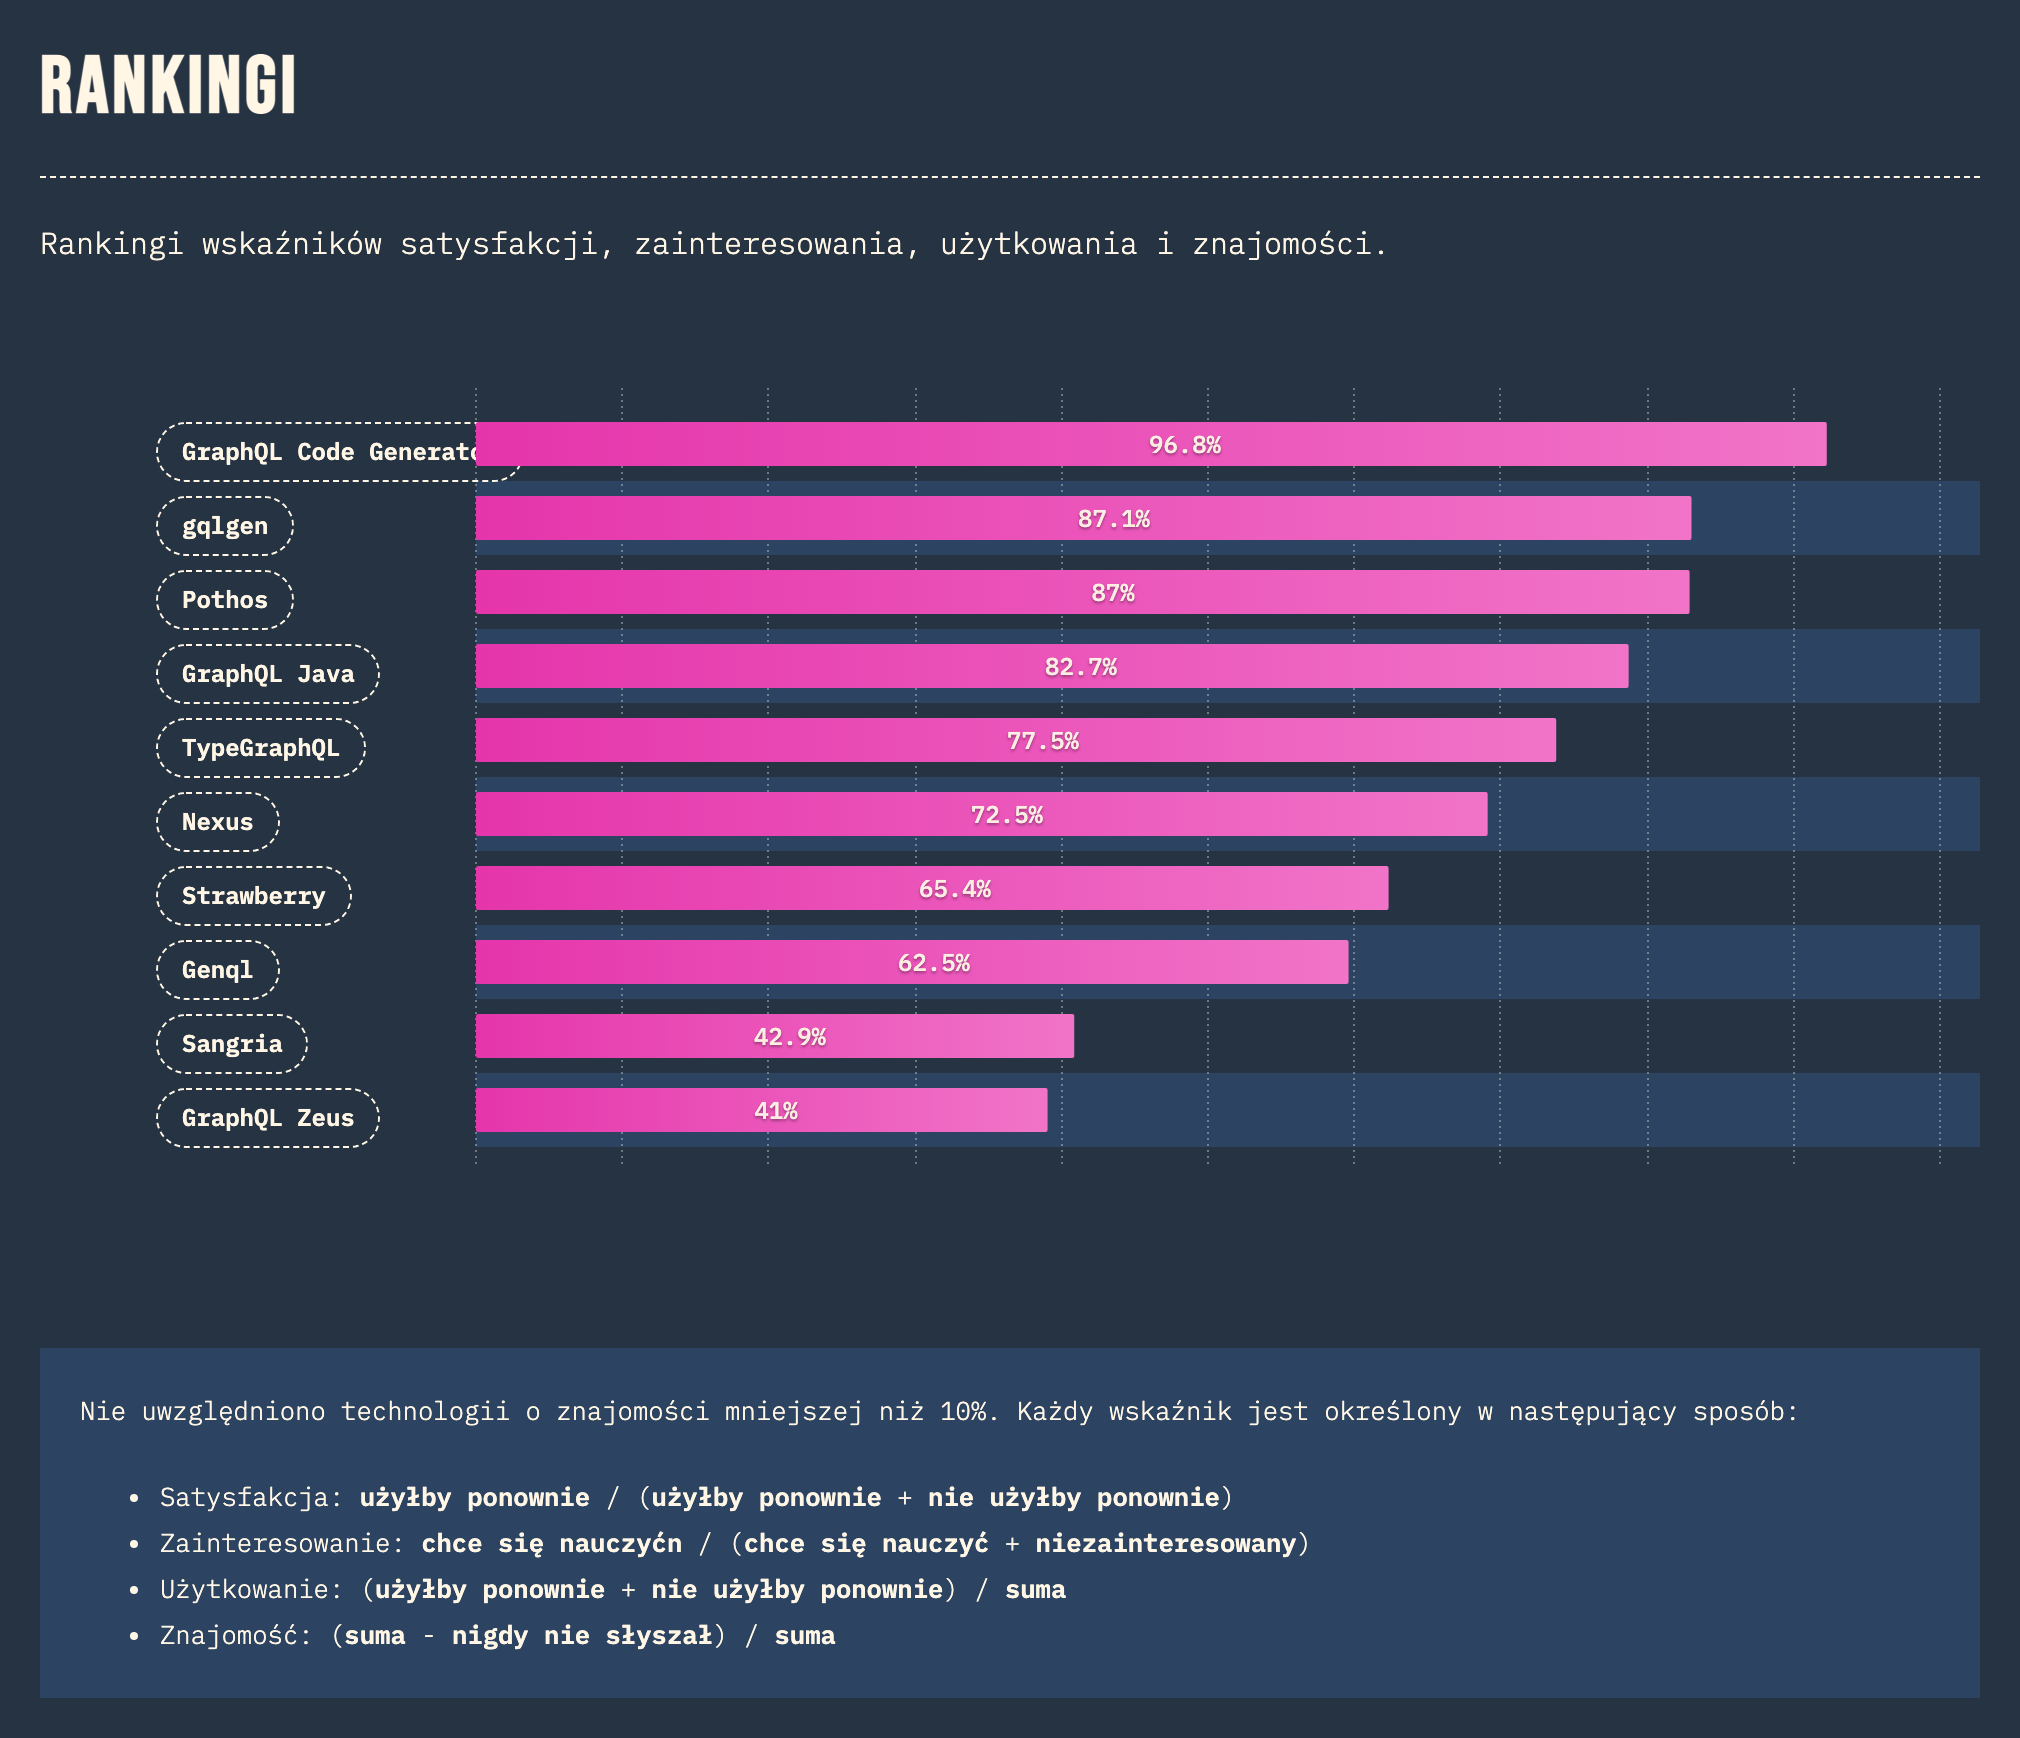 RANKINGI
Rankingi wskaźników satysfakcji, zainteresowania, użytkowania i znajomości.
GraphQL Code Generato 96.8%
gqlgen 87.1%
Pothos 87%
GraphQL Java 82.7%
TypeGraphQL 77.5%
Nexus 72.5%
Strawberry 65.4%
Genql 62.5%
Sangria 42.9%
GraphQL Zeus 41%
Nie uwzględniono technologii o znajomości mniejszej niż 10%. Każdy wskaźnik jest określony w następujący sposób:
• Satysfakcja: użyłby ponownie / (użyłby ponownie + nie użyłby ponownie)
• Zainteresowanie: chce się nauczyćn / (chce się nauczyć + niezainteresowany)
• Użytkowanie: (użyłby ponownie + nie użyłby ponownie) / suma
• Znajomość: (suma - nigdy nie słyszał) / suma